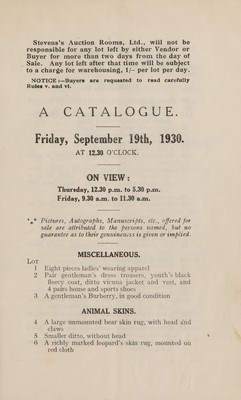 Stevens's Auction Rooms, Ltd., will not be
responsible for any lot left by either Vendor or
Buyer for more than two days from the day of
Sale. Any lot left after that time will be subject
to a charge for warehousing, 1/- per lot per day.
NOTICE :—Buyers are requested to read carefully
Rules v. and vi.
A CATALOGUE.
Friday, September 19th, 1930.
AT 12.30 O'CLOCK.
ON VIEW :
Thursday, 12.30 p.m. to 5.30 p.m.
Friday, 9.30 a.m. to 11.30 a.m.
*** Pictures, Autographs, Manuscripts, etc., offered for
sale are attributed to the persons named, but no
guarantee as to their genuineness is given or implied.
MISCELLANEOUS.
Lot
1 Eight pieces ladies' wearing apparel
2 Pair gentleman's dress trousers, youth's black
fleecy coat, ditto vicuna jacket and vest, and
4 pairs home and sports shoes
3 A gentleman's Burberry, in good condition
ANIMAL SKINS.
4 A large unmounted bear skin rug, with head and
claws
5 Smaller ditto, without head
6 A richly marked leopard's skin rug, mounted on
red cloth